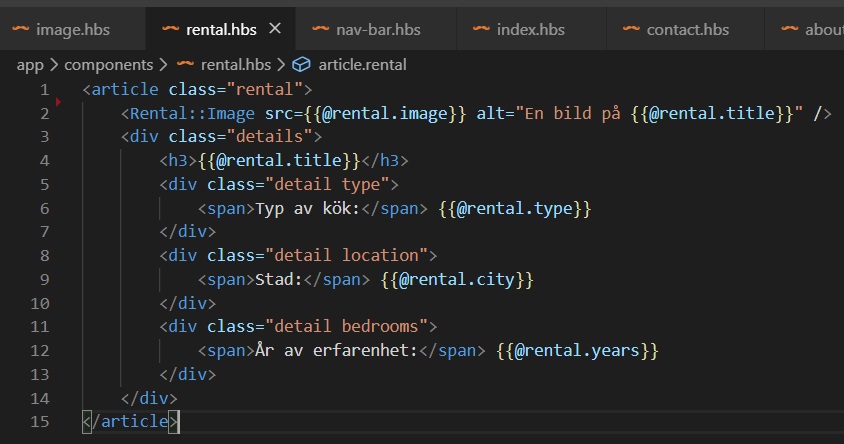 image.hbs rental.hbs × nav-bar.hbs index.hbs contact.hbs abou
app > components > rental.hbs > article.rental
1 <article class="rental">
2 <Rental::Image src={{@rental.image}} alt="En bild på {{@rental.title}}" />
3 <div class="details">
4 <h3>{{@rental.title}}</h3>
5 <div class="detail type">
6 <span>Typ av kök:</span> {{@rental.type}}
7 </div>
8 <div class="detail location">
9 <span>Stad:</span> {{@rental.city}}
10 </div>
11 <div class="detail bedrooms">
12 <span>År av erfarenhet:</span> {{@rental.years}}
13 </div>
14 </div>
15 </article>